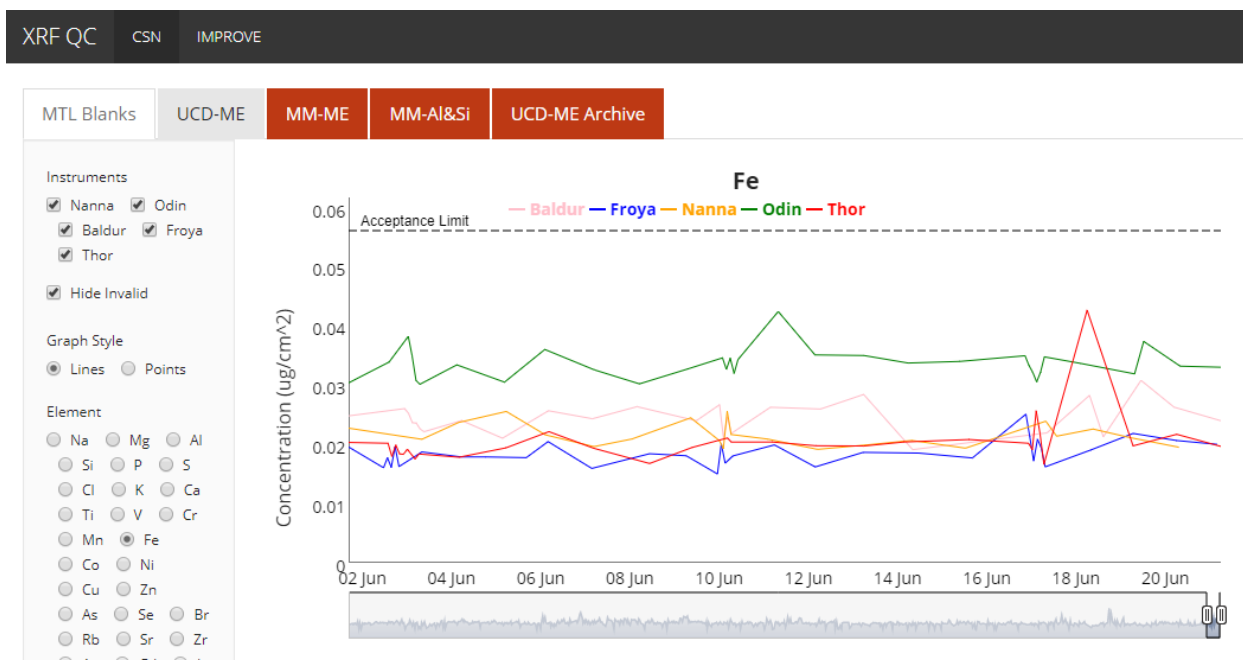 XRF QC CSN IMPROVE
MTL Blanks UCD-ME MM-ME MM-Al&Si UCD-ME Archive
Instruments
Nanna Odin
Baldur Froya
Thor
Hide Invalid
Graph Style
Lines Points
Element
Na Mg Al
Si P S
Cl K Ca
Ti V Cr
Mn Fe
Co Ni
Cu Zn
As Se Br
Rb Sr Zr
Fe
Baldur Froya Nanna Odin Thor
Acceptance Limit
Concentration (ug/cm^2)
0.06
0.05
0.04
0.03
0.02
0.01
0
02 Jun 04 Jun 06 Jun 08 Jun 10 Jun 12 Jun 14 Jun 16 Jun 18 Jun 20 Jun